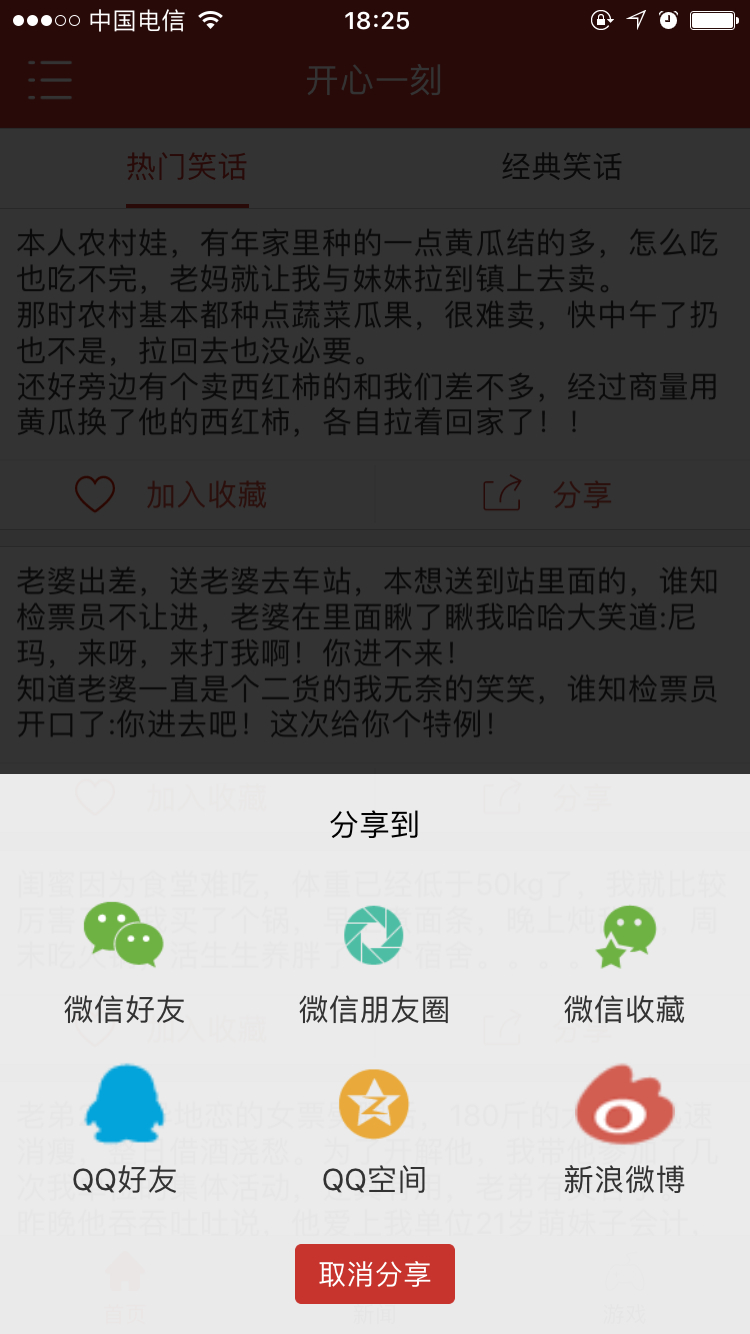 中国电信
18:25
开心一刻
热门笑话
经典笑话
本人农村娃，有年家里种的一点黄瓜结的多，怎么吃
也吃不完，老妈就让我与妹妹拉到镇上去卖。
那时农村基本都种点蔬菜瓜果，很难卖，快中午了扔
也不是，拉回去也没必要。
还好旁边有个卖西红柿的和我们差不多，经过商量用
黄瓜换了他的西红柿，各自拉着回家了！！
加入收藏
分享
老婆出差，送老婆去车站，本想送到站里面的，谁知
检票员不让进，老婆在里面瞅了瞅我哈哈大笑道:尼
玛，来呀，来打我啊！你进不来！
知道老婆一直是个二货的我无奈的笑笑，谁知检票员
开口了:你进去吧！这次给你个特例！
加入收藏
分享
分享到
闺蜜因为食堂难吃，体重已经低于50kg了，我就比较
厉害 我买了个锅，早 面条，晚上炖 周
末吃火 活生生养胖了 个宿舍。。。。
微信好友
微信朋友圈
微信收藏
加入收藏
分享
老弟 地恋的女票 180斤的大 速
消瘦，整日借酒浇愁。为了开解他，我带他参加了几
次我 集体活动， 老弟有
QQ好友
QQ空间
新浪微博
昨晚他吞吞吐吐说，他爱上我单位21岁萌妹子会计，
取消分享
首页
新闻
游戏